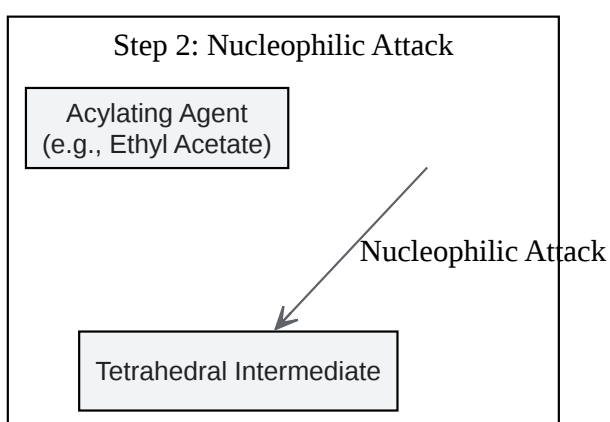 Step 2: Nucleophilic Attack
Acylating Agent
(e.g., Ethyl Acetate)
Nucleophilic Attack
Tetrahedral Intermediate